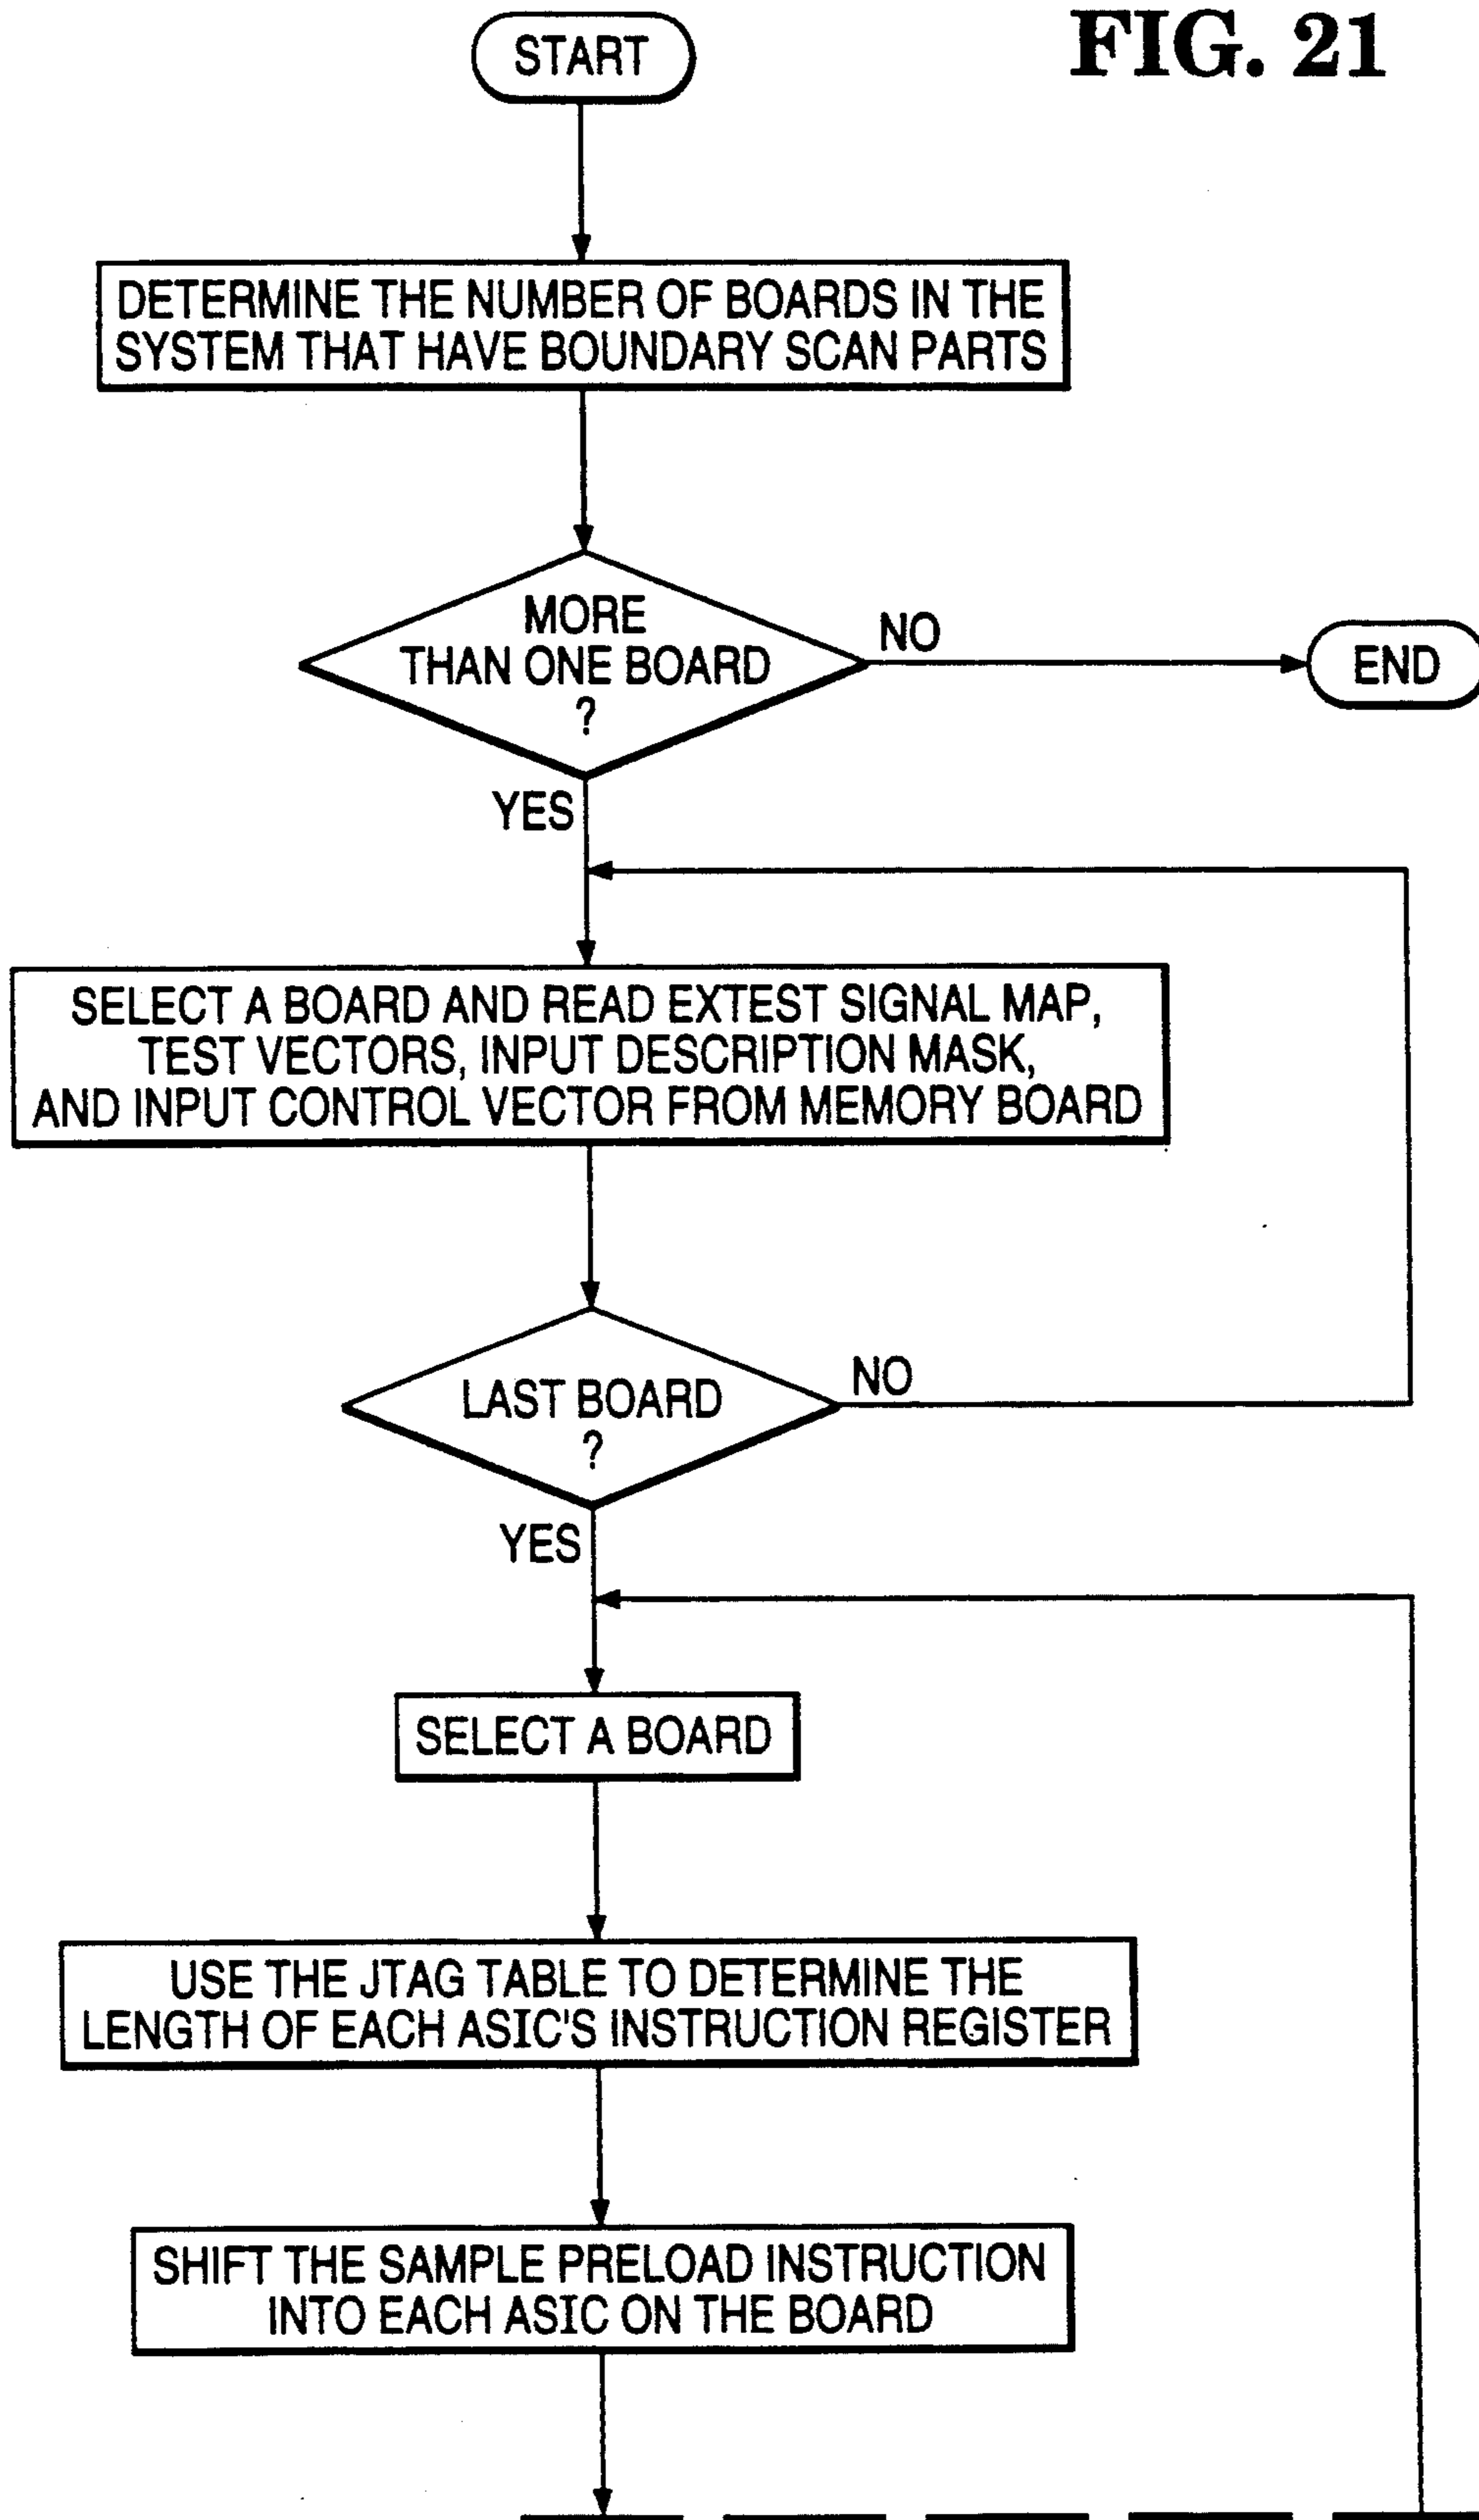 FIG. 21
START
DETERMINE THE NUMBER OF BOARDS IN THE
SYSTEM THAT HAVE BOUNDARY SCAN PARTS
MORE
THAN ONE BOARD
?
NO
END
YES
SELECT A BOARD AND READ EXTEST SIGNAL MAP,
TEST VECTORS, INPUT DESCRIPTION MASK,
AND INPUT CONTROL VECTOR FROM MEMORY BOARD
LAST BOARD
?
NO
YES
SELECT A BOARD
USE THE JTAG TABLE TO DETERMINE THE
LENGTH OF EACH ASIC'S INSTRUCTION REGISTER
SHIFT THE SAMPLE PRELOAD INSTRUCTION
INTO EACH ASIC ON THE BOARD